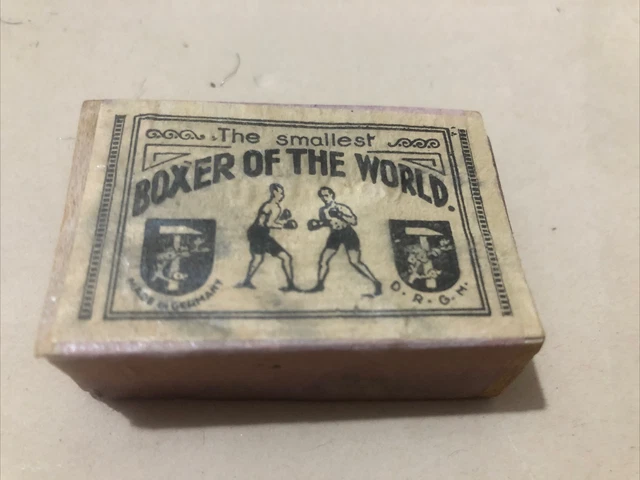 The smallest
BOXER OF THE WORLD.
MADE IN GERMANY
D. R. G. M.